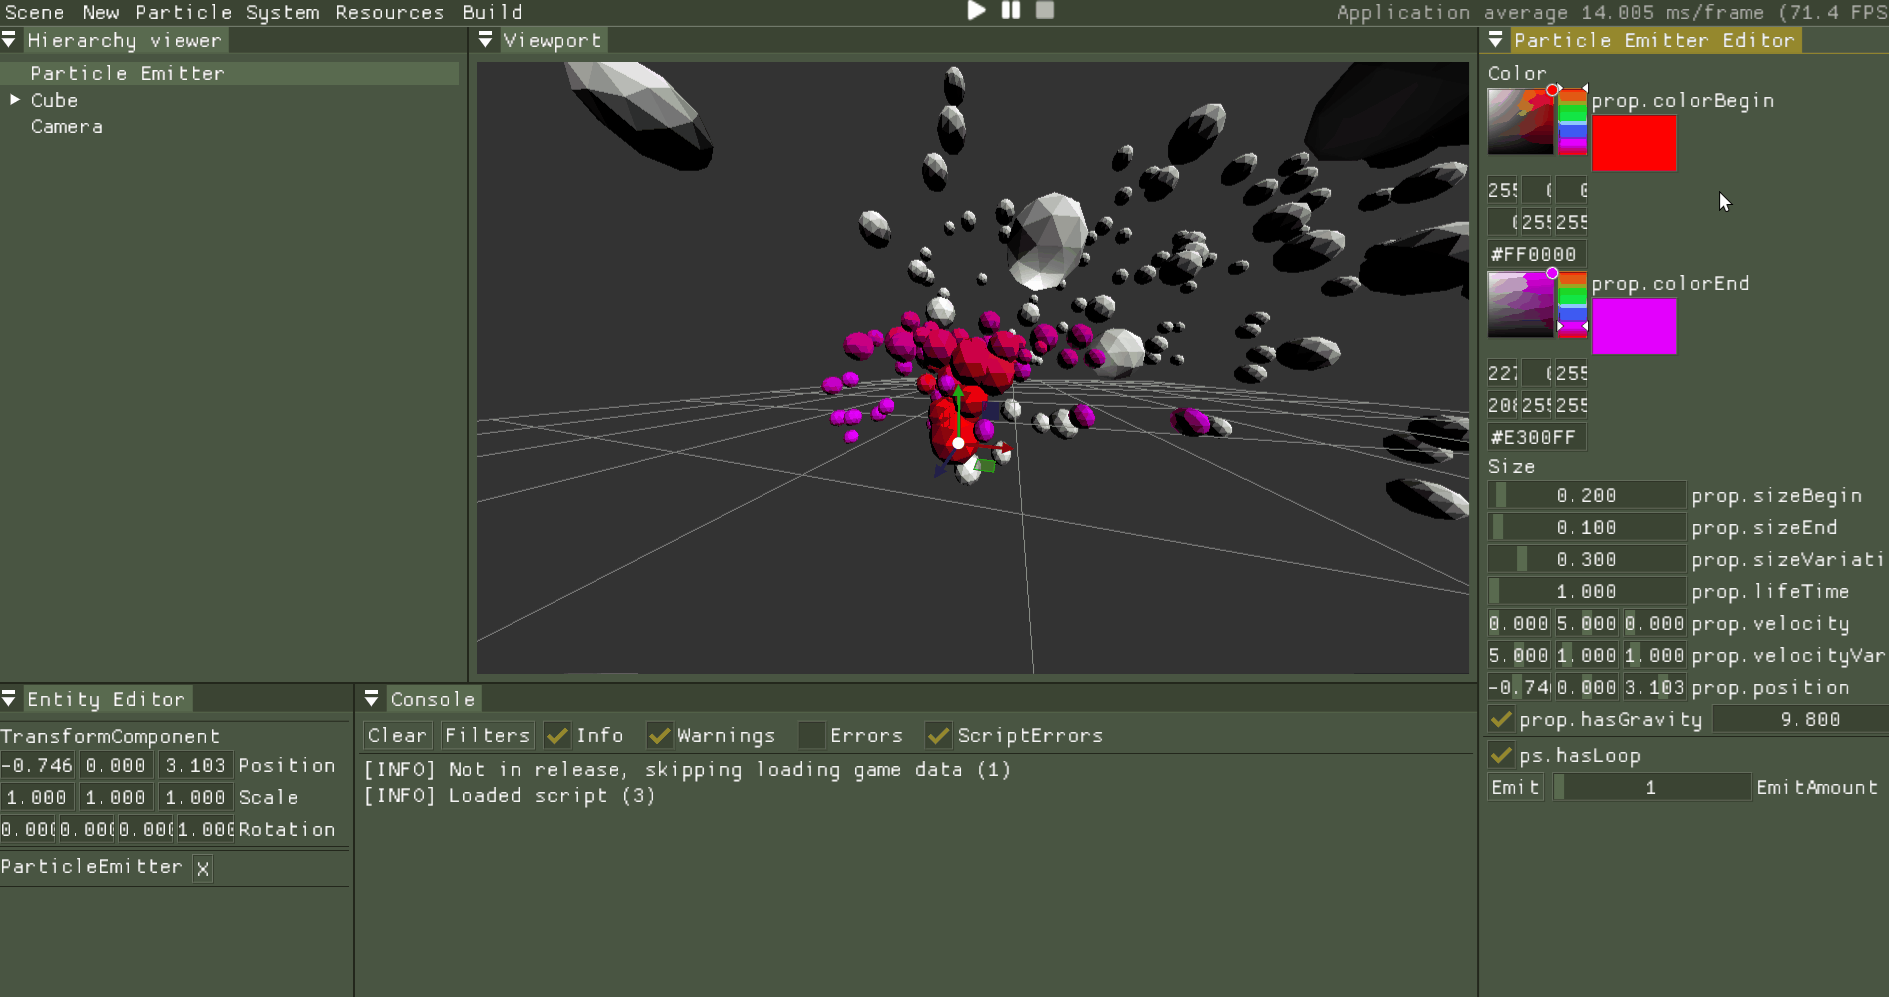 Scene New Particle System Resources Build
Application average 14.005 ms/frame (71.4 FPS
Hierarchy viewer
Particle Emitter
Cube
Camera
Viewport
Particle Emitter Editor
Color
prop.colorBegin
255 0 0
0 255 255
#FF0000
prop.colorEnd
227 0 255
208 255 255
#E300FF
Size
0.200 prop.sizeBegin
0.100 prop.sizeEnd
0.300 prop.sizeVariati
1.000 prop.lifeTime
0.000 5.000 0.000 prop.velocity
5.000 1.000 1.000 prop.velocityVar
-0.74 0.000 3.103 prop.position
prop.hasGravity 9.800
ps.hasLoop
Emit 1 EmitAmount
Entity Editor
TransformComponent
-0.746 0.000 3.103 Position
1.000 1.000 1.000 Scale
0.000 0.000 0.000 1.000 Rotation
ParticleEmitter x
Console
Clear Filters Info Warnings Errors ScriptErrors
[INFO] Not in release, skipping loading game data (1)
[INFO] Loaded script (3)